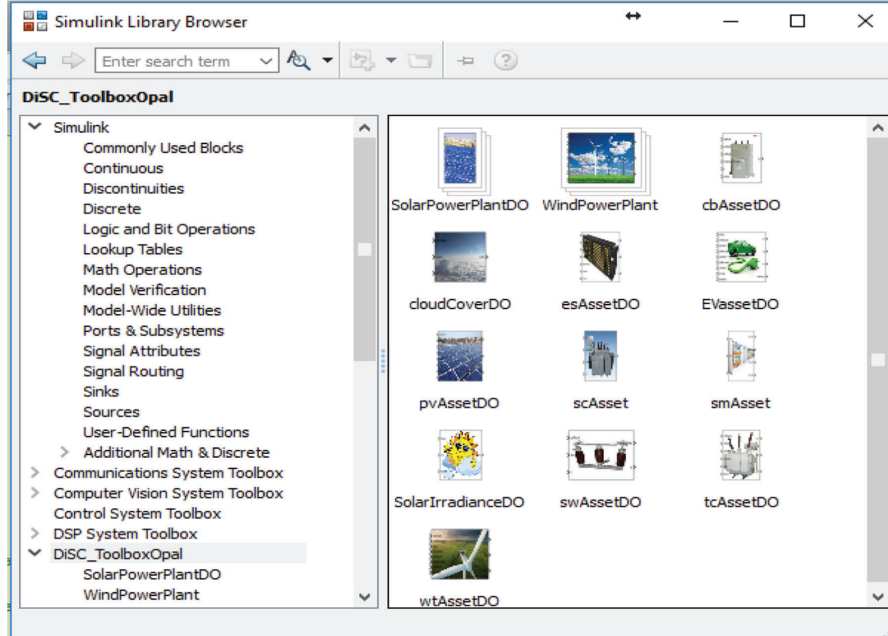 Simulink Library Browser
Enter search term
DiSC_ToolboxOpal
Simulink
Commonly Used Blocks
Continuous
Discontinuities
Discrete
Logic and Bit Operations
Lookup Tables
Math Operations
Model Verification
Model-Wide Utilities
Ports & Subsystems
Signal Attributes
Signal Routing
Sinks
Sources
User-Defined Functions
Additional Math & Discrete
Communications System Toolbox
Computer Vision System Toolbox
Control System Toolbox
DSP System Toolbox
DiSC_ToolboxOpal
SolarPowerPlantDO
WindPowerPlant
SolarPowerPlantDO WindPowerPlant cbAssetDO
cloudCoverDO esAssetDO EVassetDO
pvAssetDO scAsset smAsset
SolarIrradianceDO swAssetDO tcAssetDO
wtAssetDO